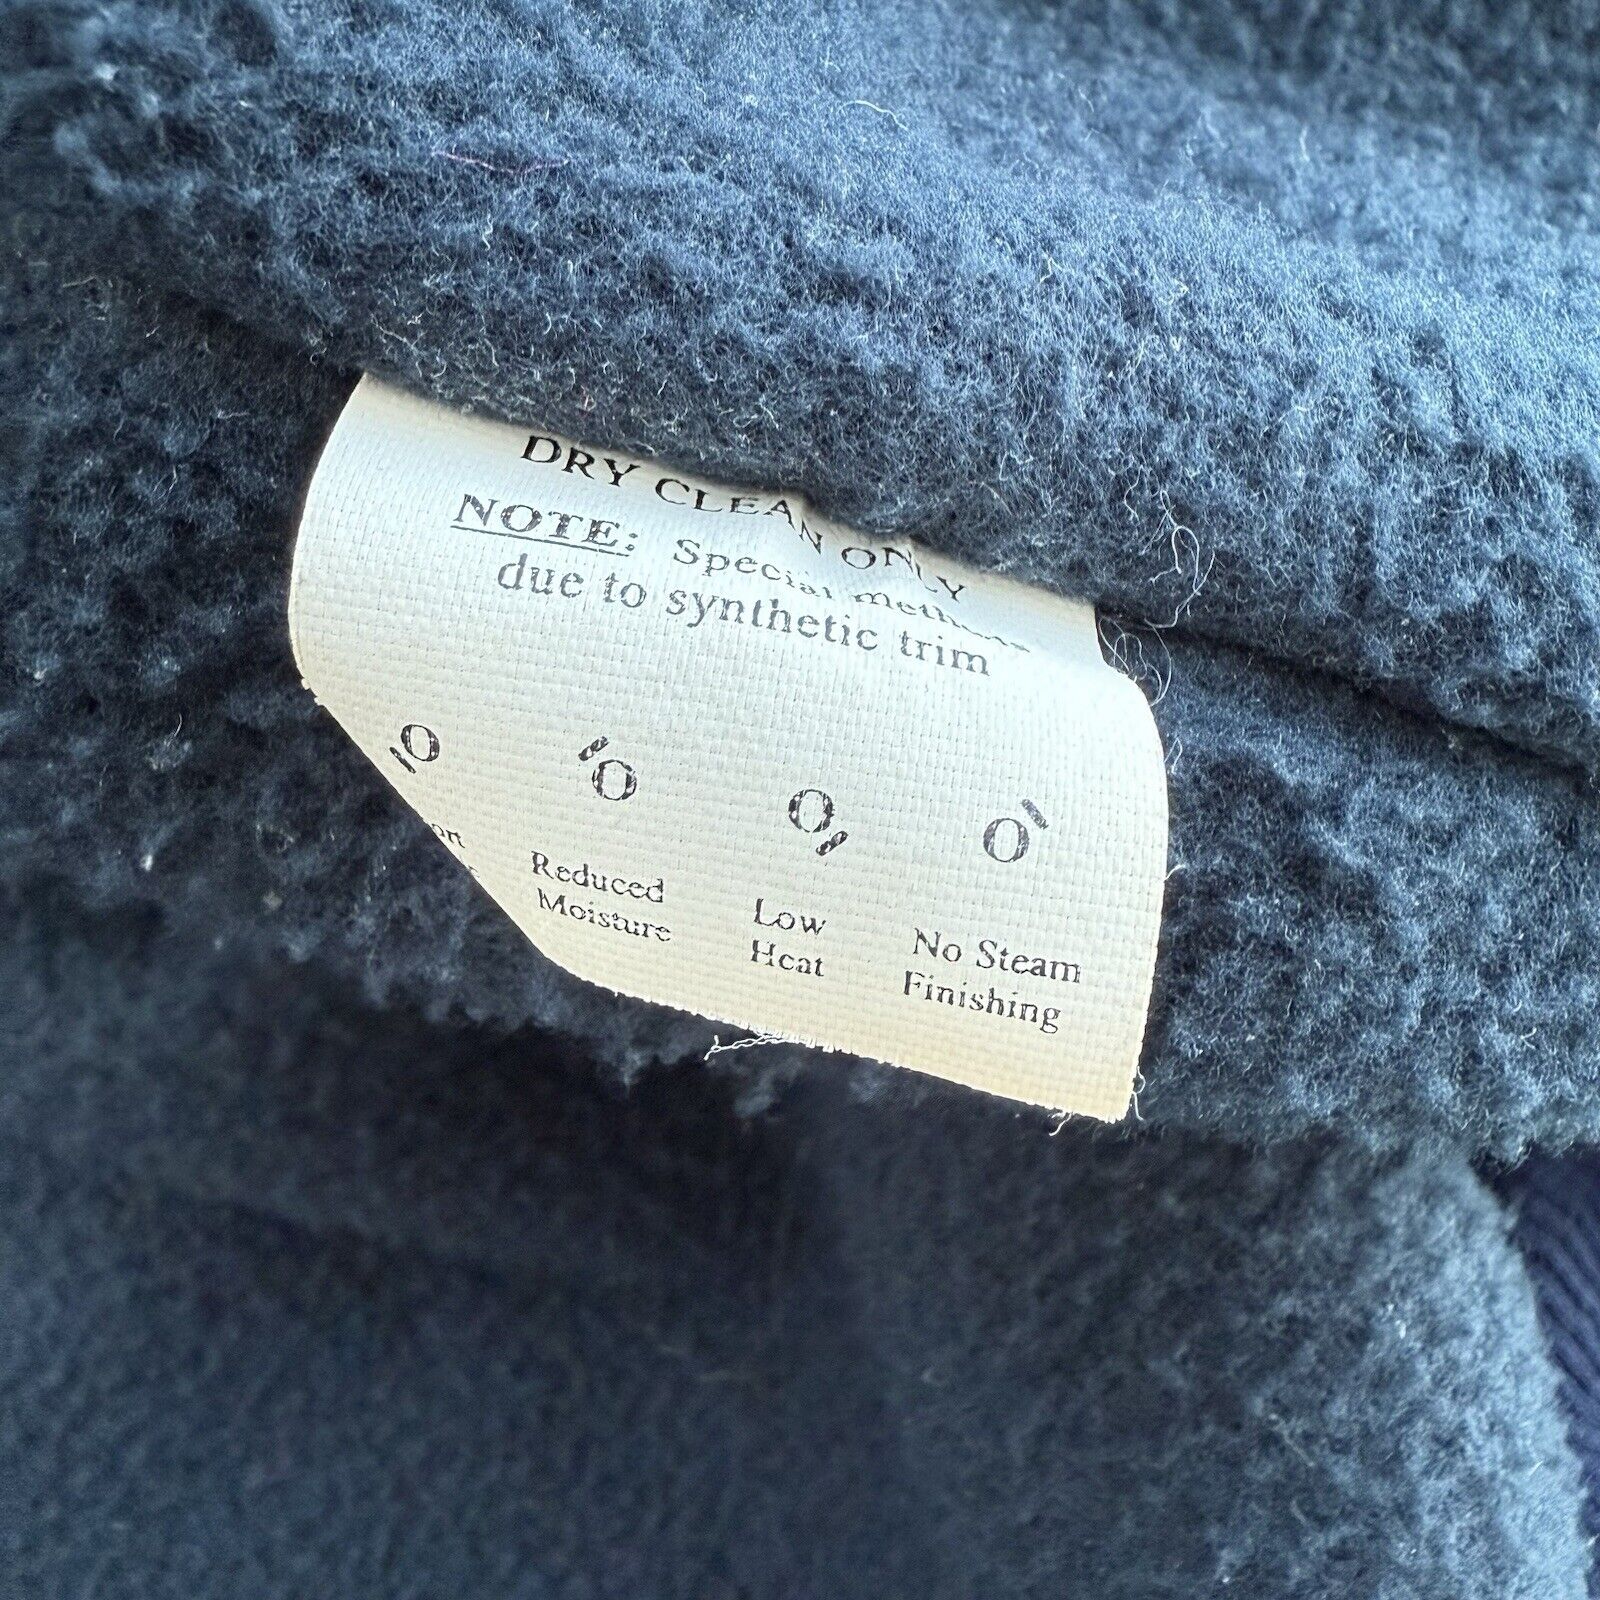 DRY CLEAN ONLY
NOTE: Special methods
due to synthetic trim
Reduced
Moisture
Low
Heat
No Steam
Finishing